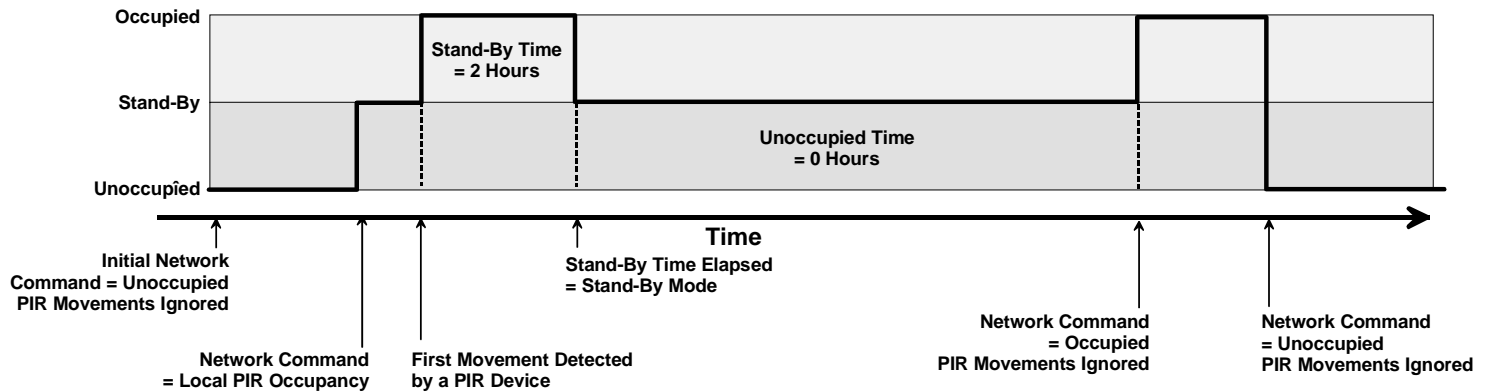 Occupied
Stand-By Time
= 2 Hours
Stand-By
Unoccupied Time
= 0 Hours
Unoccupied
Time
Initial Network
Command = Unoccupied
PIR Movements Ignored
Stand-By Time Elapsed
= Stand-By Mode
Network Command
= Local PIR Occupancy
First Movement Detected
by a PIR Device
Network Command
= Occupied
PIR Movements Ignored
Network Command
= Unoccupied
PIR Movements Ignored